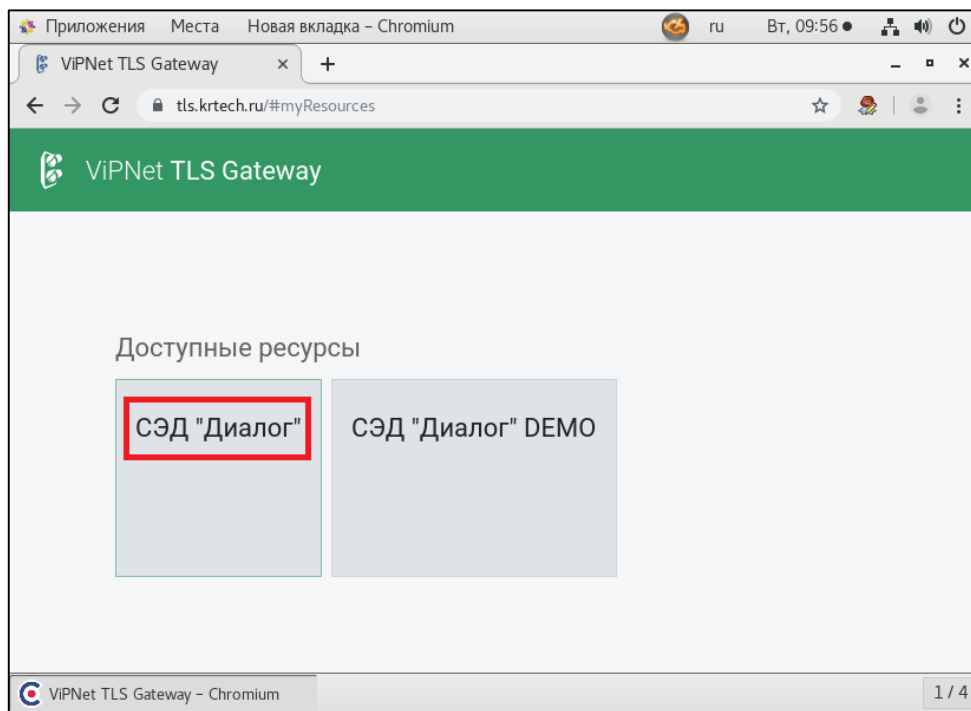 Приложения Места Новая вкладка – Chromium ru Вт, 09:56
ViPNet TLS Gateway
tls.krtech.ru/#myResources
ViPNet TLS Gateway
Доступные ресурсы
СЭД "Диалог" СЭД "Диалог" DEMO
ViPNet TLS Gateway – Chromium 1 / 4